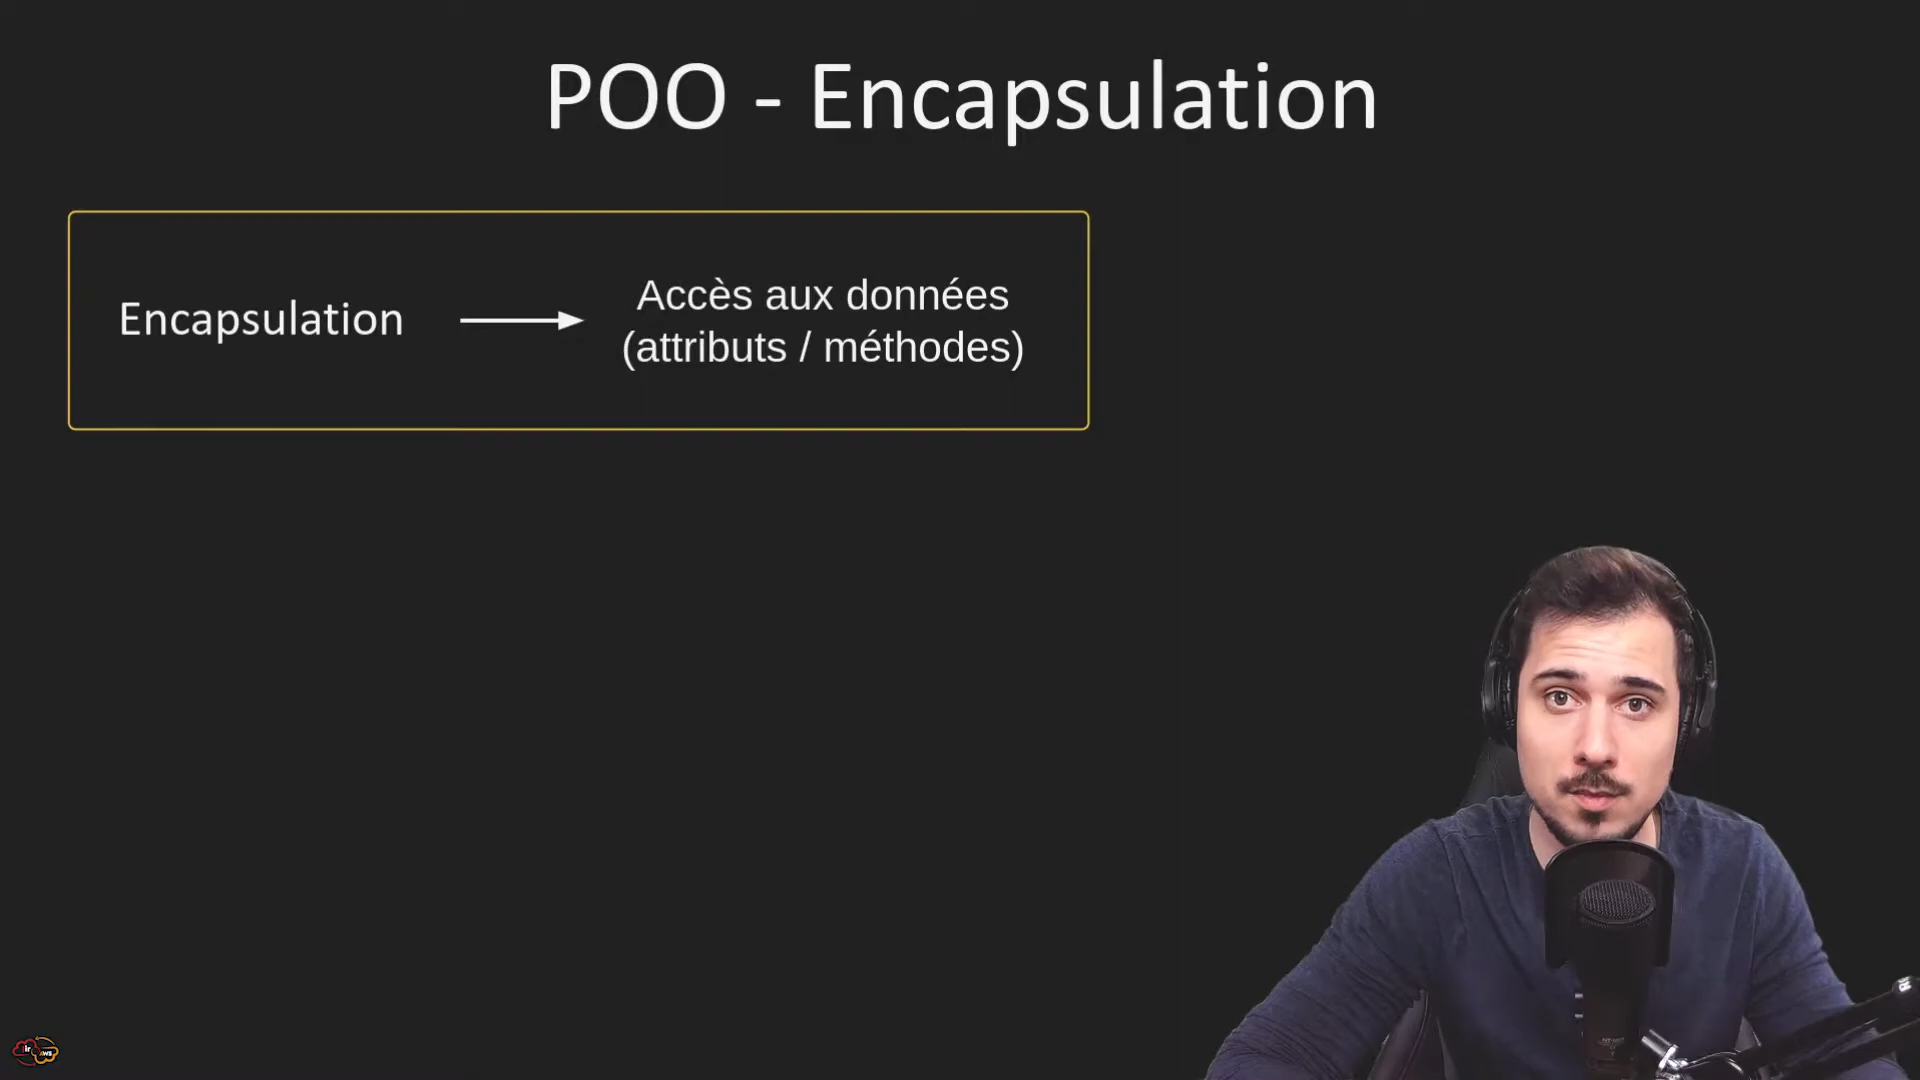 POO - Encapsulation
Encapsulation
Accès aux données
(attributs / méthodes)